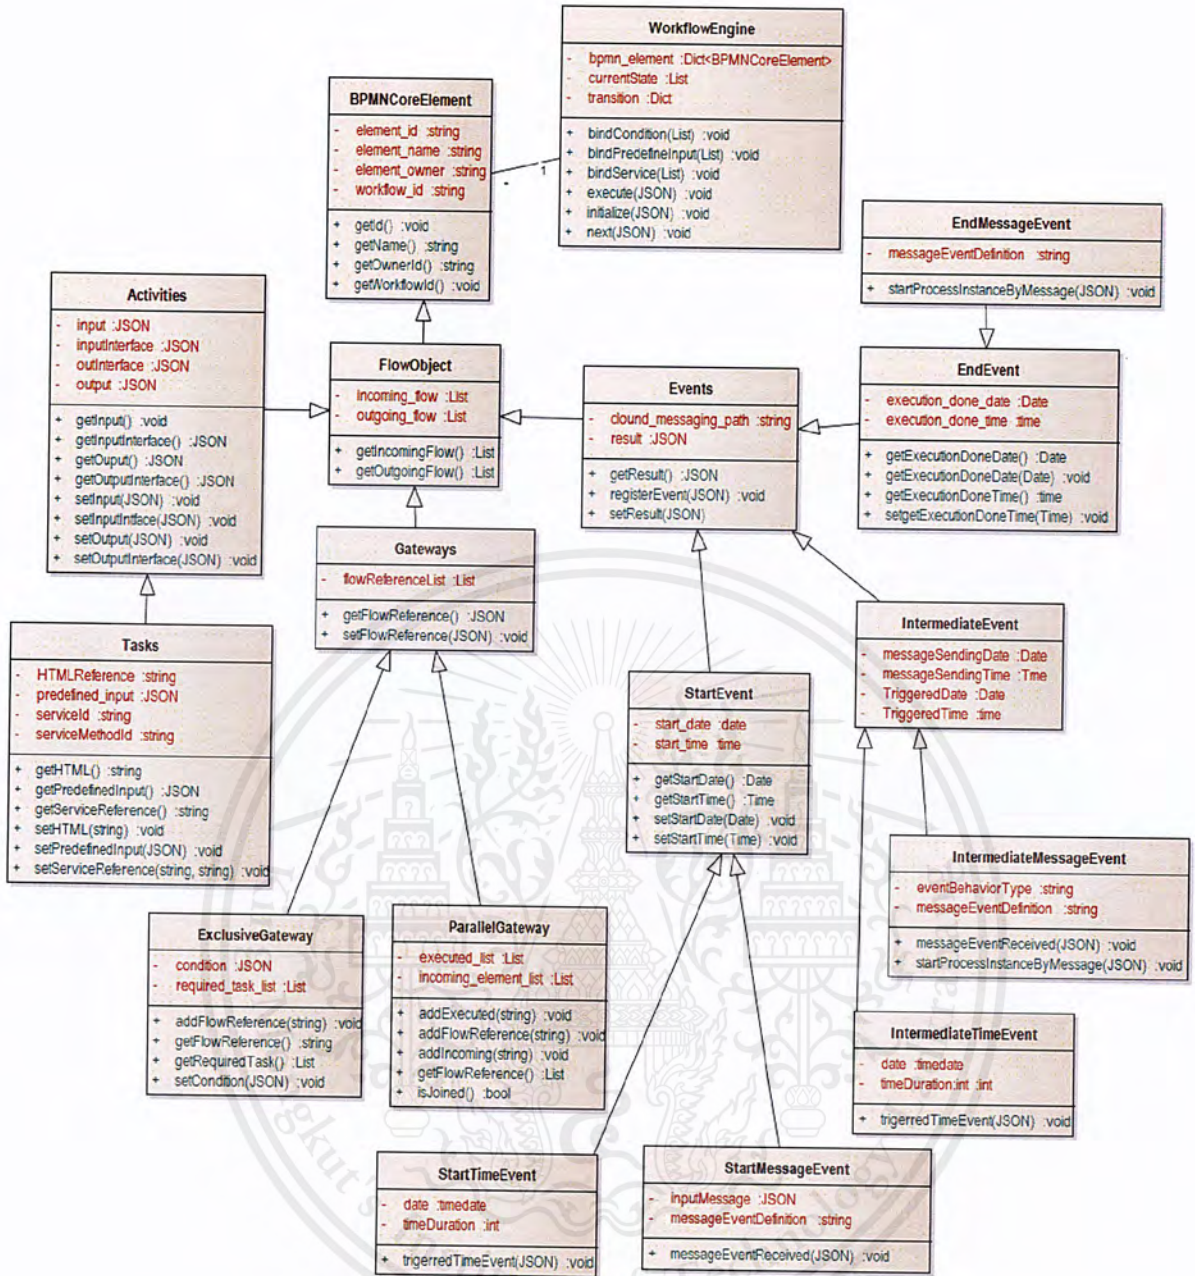 WorkflowEngine
- bpmn_element :Dict<BPMNCoreElement>
- currentState :List
- transition :Dict
+ bindCondition(List) :void
+ bindPredefineInput(List) :void
+ bindService(List) :void
+ execute(JSON) :void
+ initialize(JSON) :void
+ next(JSON) :void
BPMNCoreElement
- element_id :string
- element_name :string
- element_owner :string
- workflow_id :string
+ getId() :void
+ getName() :string
+ getOwnerId() :string
+ getWorkflowId() :void
1
EndMessageEvent
- messageEventDefinition :string
+ startProcessInstanceByMessage(JSON) :void
Activities
- input :JSON
- inputInterface :JSON
- outInterface :JSON
- output :JSON
+ getInput() :void
+ getInputInterface() :JSON
+ getOuput() :JSON
+ getOutputInterface() :JSON
+ setInput(JSON) :void
+ setInputIntface(JSON) :void
+ setOutput(JSON) :void
+ setOutputInterface(JSON) :void
FlowObject
- incoming_flow :List
- outgoing_flow :List
+ getIncomingFlow() :List
+ getOutgoingFlow() :List
Events
- clound_messaging_path :string
- result :JSON
+ getResult() :JSON
+ registerEvent(JSON) :void
+ setResult(JSON)
EndEvent
- execution_done_date :Date
- execution_done_time :time
+ getExecutionDoneDate() :Date
+ getExecutionDoneDate(Date) :void
+ getExecutionDoneTime() :time
+ setgetExecutionDoneTime(Time) :void
Gateways
- flowReferenceList :List
+ getFlowReference() :JSON
+ setFlowReference(JSON) :void
Tasks
- HTMLReference :string
- predefined_input :JSON
- serviceId :string
- serviceMethodId :string
+ getHTML() :string
+ getPredefinedInput() :JSON
+ getServiceReference() :string
+ setHTML(string) :void
+ setPredefinedInput(JSON) :void
+ setServiceReference(string, string) :void
StartEvent
- start_date :date
- start_time :time
+ getStartDate() :Date
+ getStartTime() :Time
+ setStartDate(Date) :void
+ setStartTime(Time) :void
IntermediateEvent
- messageSendingDate :Date
- messageSendingTime :Tme
- TriggeredDate :Date
- TriggeredTime :time
IntermediateMessageEvent
- eventBehaviorType :string
- messageEventDefinition :string
+ messageEventReceived(JSON) :void
+ startProcessInstanceByMessage(JSON) :void
ExclusiveGateway
- condition :JSON
- required_task_list :List
+ addFlowReference(string) :void
+ getFlowReference() :string
+ getRequiredTask() :List
+ setCondition(JSON) :void
ParallelGateway
- executed_list :List
- incoming_element_list :List
+ addExecuted(string) :void
+ addFlowReference(string) :void
+ addIncoming(string) :void
+ getFlowReference() :List
+ isJoined() :bool
IntermediateTimeEvent
- date :timedate
- timeDuration:int :int
+ trigerredTimeEvent(JSON) :void
StartTimeEvent
- date :timedate
- timeDuration :int
+ trigerredTimeEvent(JSON) :void
StartMessageEvent
- inputMessage :JSON
- messageEventDefinition :string
+ messageEventReceived(JSON) :void